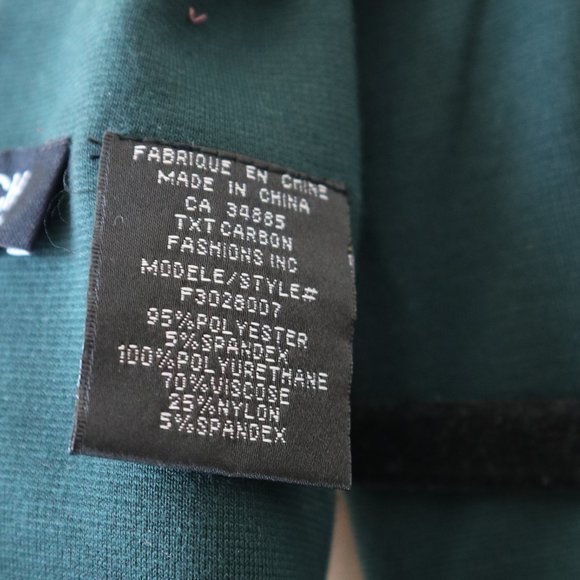 FABRIQUE EN CHINE
MADE IN CHINA
CA 34885
TXT CARBON
FASHIONS INC
MODELE/STYLE#
F3028007
95%POLYESTER
5%SPANDEX
100%POLYURETHANE
70%VISCOSE
25%NYLON
5%SPANDEX